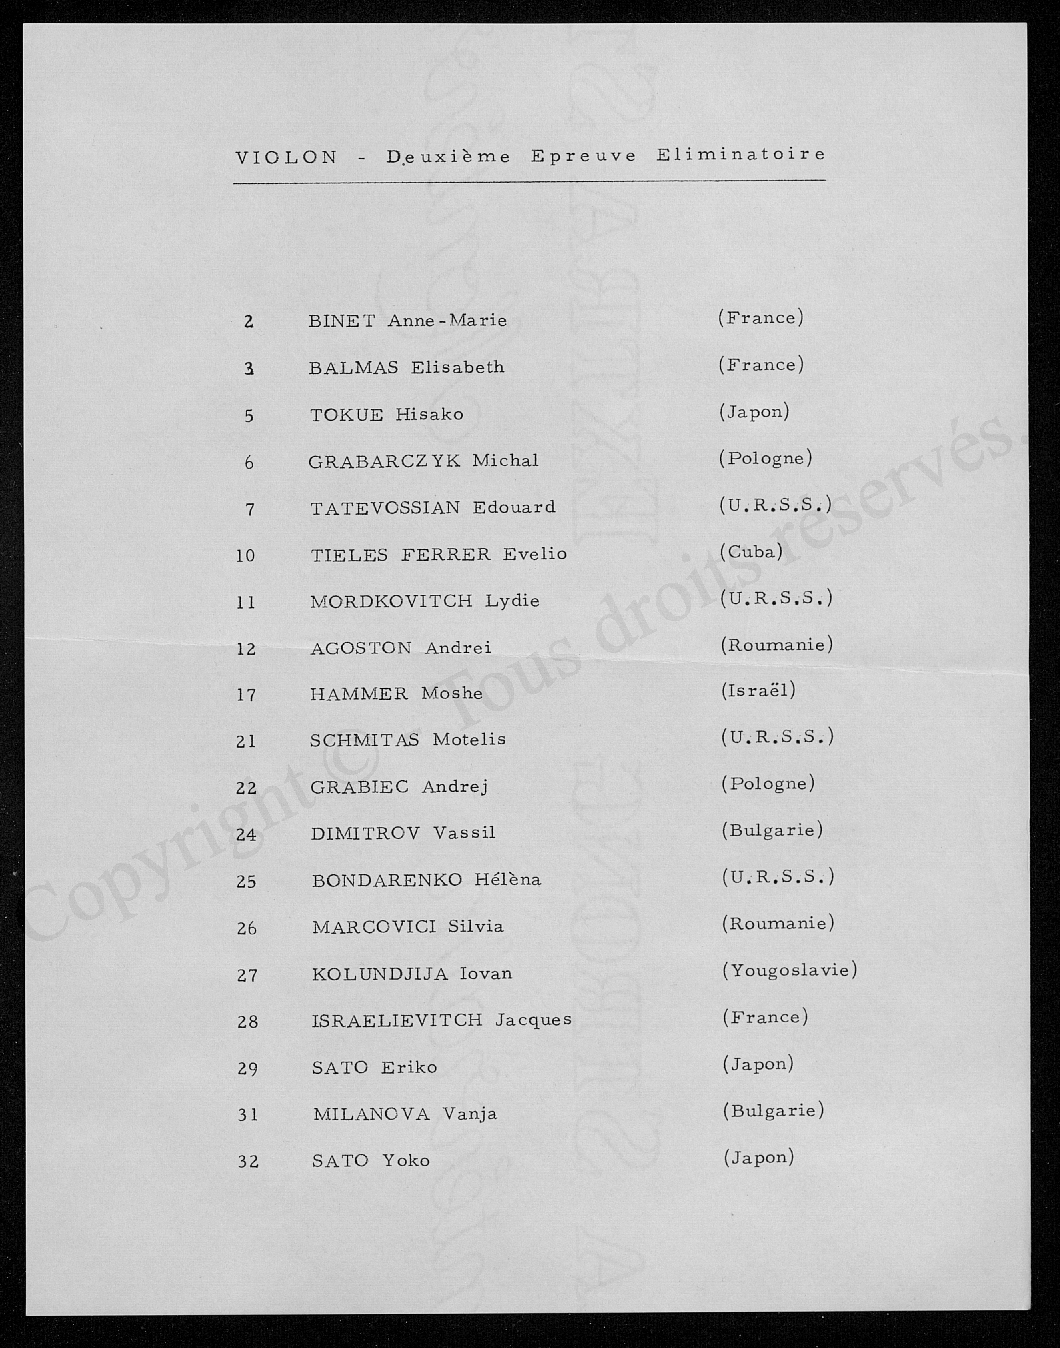 VIOLON - Deuxième Epreuve Eliminatoire
2 BINET Anne-Marie (France)
3 BALMAS Elisabeth (France)
5 TOKUE Hisako (Japon)
6 GRABARCZYK Michal (Pologne)
7 TATEVOSSIAN Edouard (U.R.S.S.)
10 TIELES FERRER Evelio (Cuba)
11 MORDKOVITCH Lydie (U.R.S.S.)
12 AGOSTON Andrei (Roumanie)
17 HAMMER Moshe (Israël)
21 SCHMITAS Motelis (U.R.S.S.)
22 GRABIEC Andrej (Pologne)
24 DIMITROV Vassil (Bulgarie)
25 BONDARENKO Hélèna (U.R.S.S.)
26 MARCOVICI Silvia (Roumanie)
27 KOLUNDJIJA Iovan (Yougoslavie)
28 ISRAELIEVITCH Jacques (France)
29 SATO Eriko (Japon)
31 MILANOVA Vanja (Bulgarie)
32 SATO Yoko (Japon)
Copyright © Tous droits réservés.